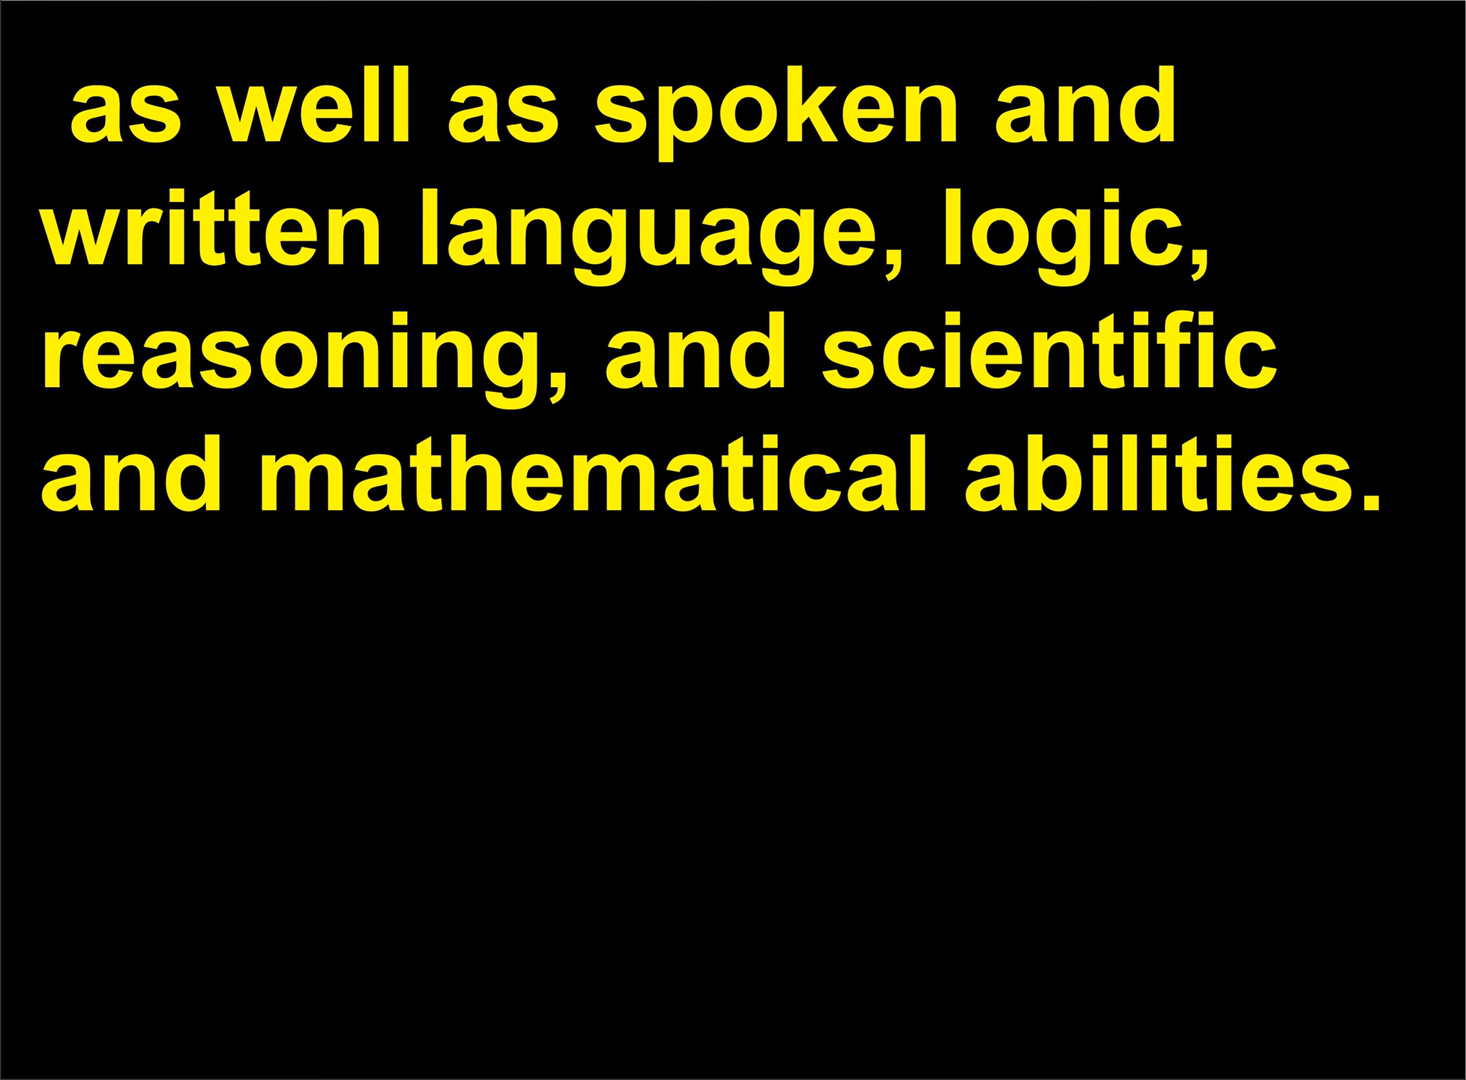 as well as spoken and
written language, logic,
reasoning, and scientific
and mathematical abilities.